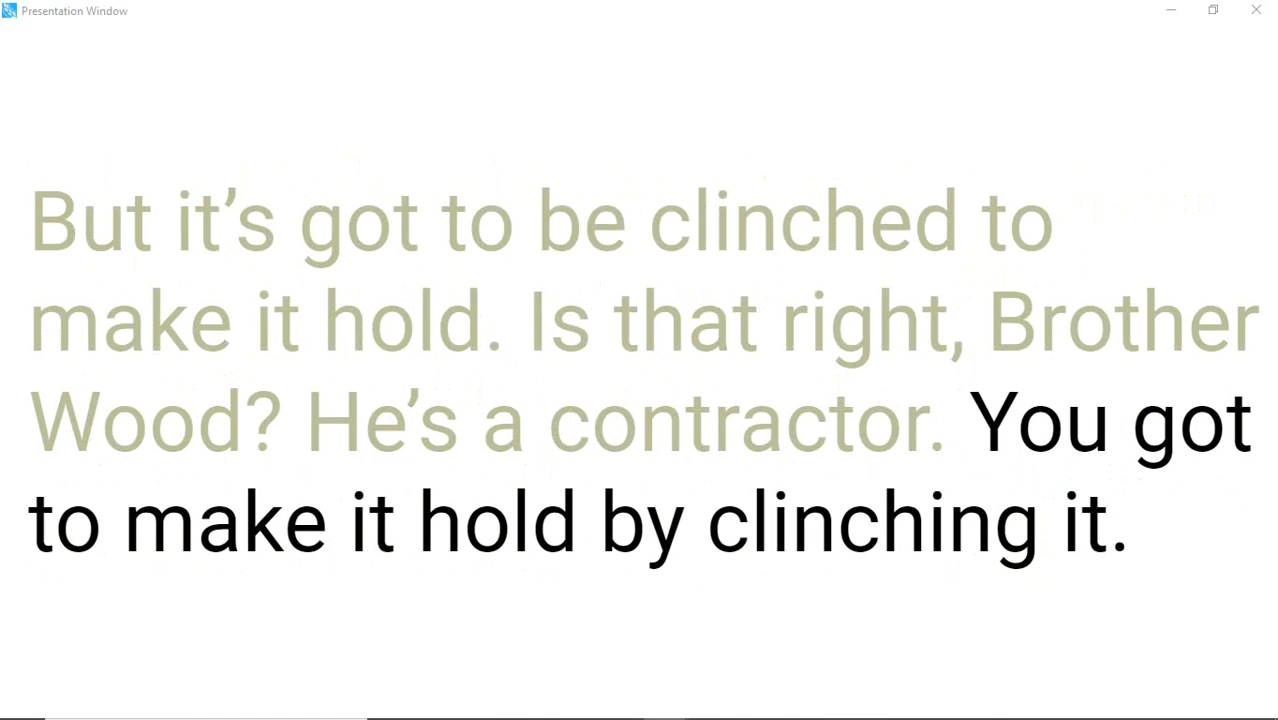 Presentation Window
But it’s got to be clinched to
make it hold. Is that right, Brother
Wood? He’s a contractor. You got
to make it hold by clinching it.